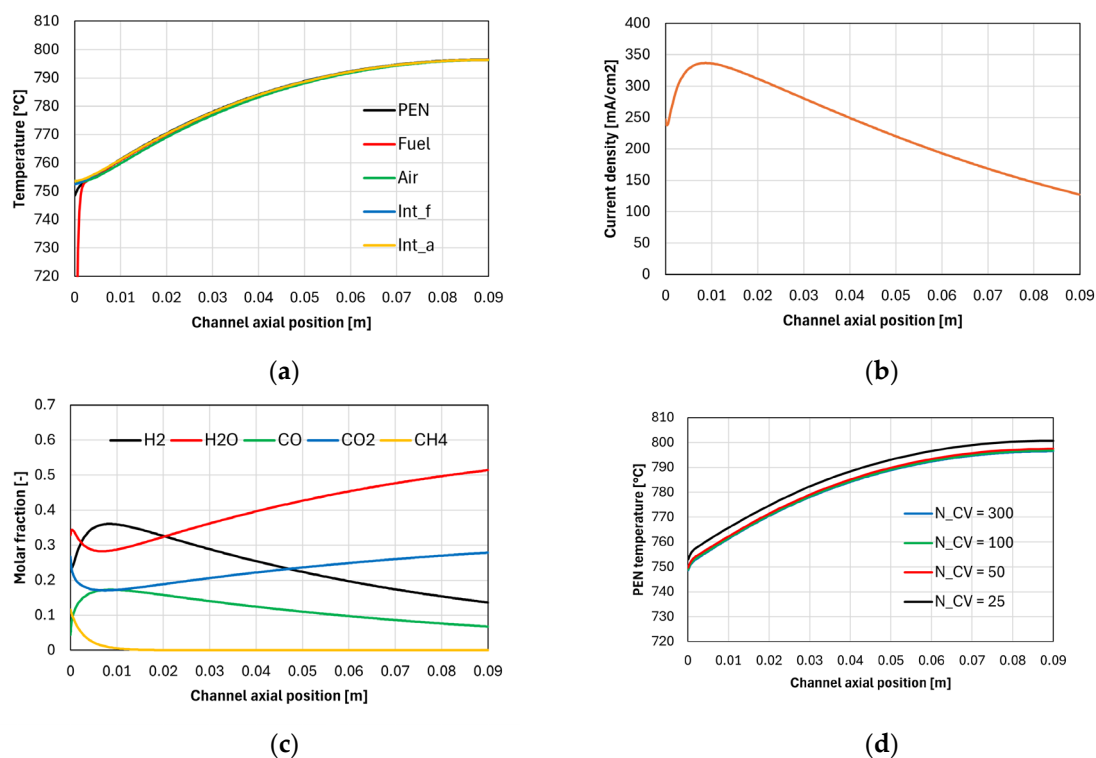 810
800
790
780
770
760
750
740
730
720
Temperature [°C]
PEN
Fuel
Air
Int_f
Int_a
0 0.01 0.02 0.03 0.04 0.05 0.06 0.07 0.08 0.09
Channel axial position [m]
(a)
400
350
300
250
200
150
100
50
0
Current density [mA/cm2]
0 0.01 0.02 0.03 0.04 0.05 0.06 0.07 0.08 0.09
Channel axial position [m]
(b)
0.7
0.6
0.5
0.4
0.3
0.2
0.1
0
Molar fraction [-]
H2 H2O CO CO2 CH4
0 0.01 0.02 0.03 0.04 0.05 0.06 0.07 0.08 0.09
Channel axial position [m]
(c)
810
800
790
780
770
760
750
740
730
720
PEN temperature [°C]
N_CV = 300
N_CV = 100
N_CV = 50
N_CV = 25
0 0.01 0.02 0.03 0.04 0.05 0.06 0.07 0.08 0.09
Channel axial position [m]
(d)